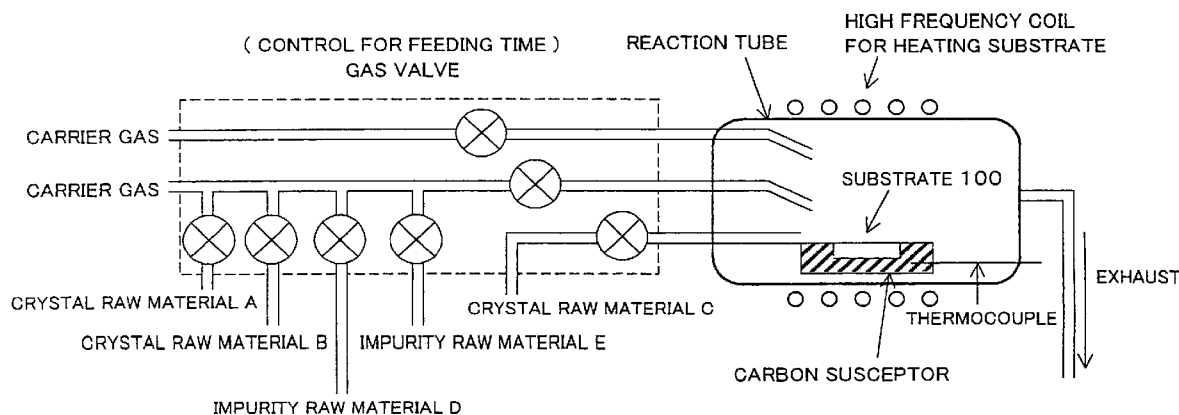 HIGH FREQUENCY COIL
FOR HEATING SUBSTRATE
( CONTROL FOR FEEDING TIME )
GAS VALVE
REACTION TUBE
CARRIER GAS
CARRIER GAS
SUBSTRATE 100
CRYSTAL RAW MATERIAL A
CRYSTAL RAW MATERIAL C
EXHAUST
THERMOCOUPLE
CRYSTAL RAW MATERIAL B
IMPURITY RAW MATERIAL E
CARBON SUSCEPTOR
IMPURITY RAW MATERIAL D